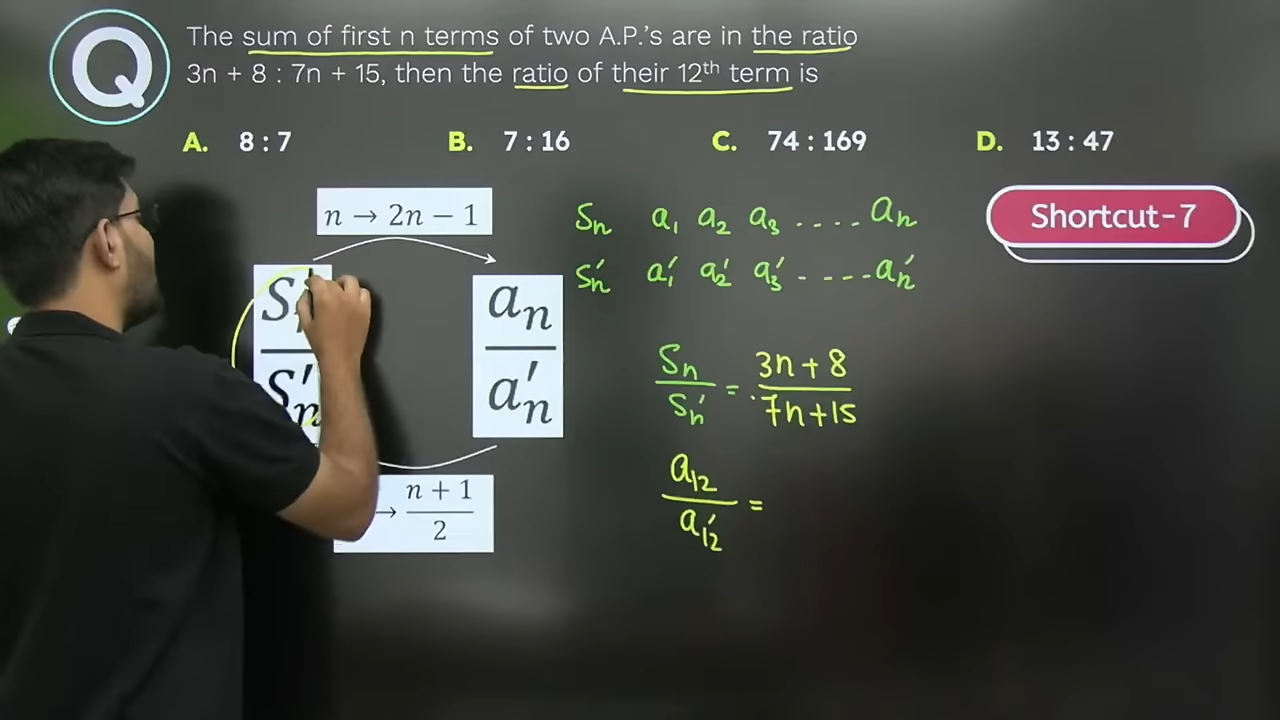 Q
The sum of first n terms of two A.P.'s are in the ratio
3n + 8 : 7n + 15, then the ratio of their 12th term is
A. 8 : 7
B. 7 : 16
C. 74 : 169
D. 13 : 47
Shortcut-7
n → 2n − 1
Sn a1 a2 a3 ....an
S'n a'1 a'2 a'3 ....a'n
S'n
an
a'n
→ n + 1
2
Sn/S'n = 3n+8/7n+15
a12/a'12 =